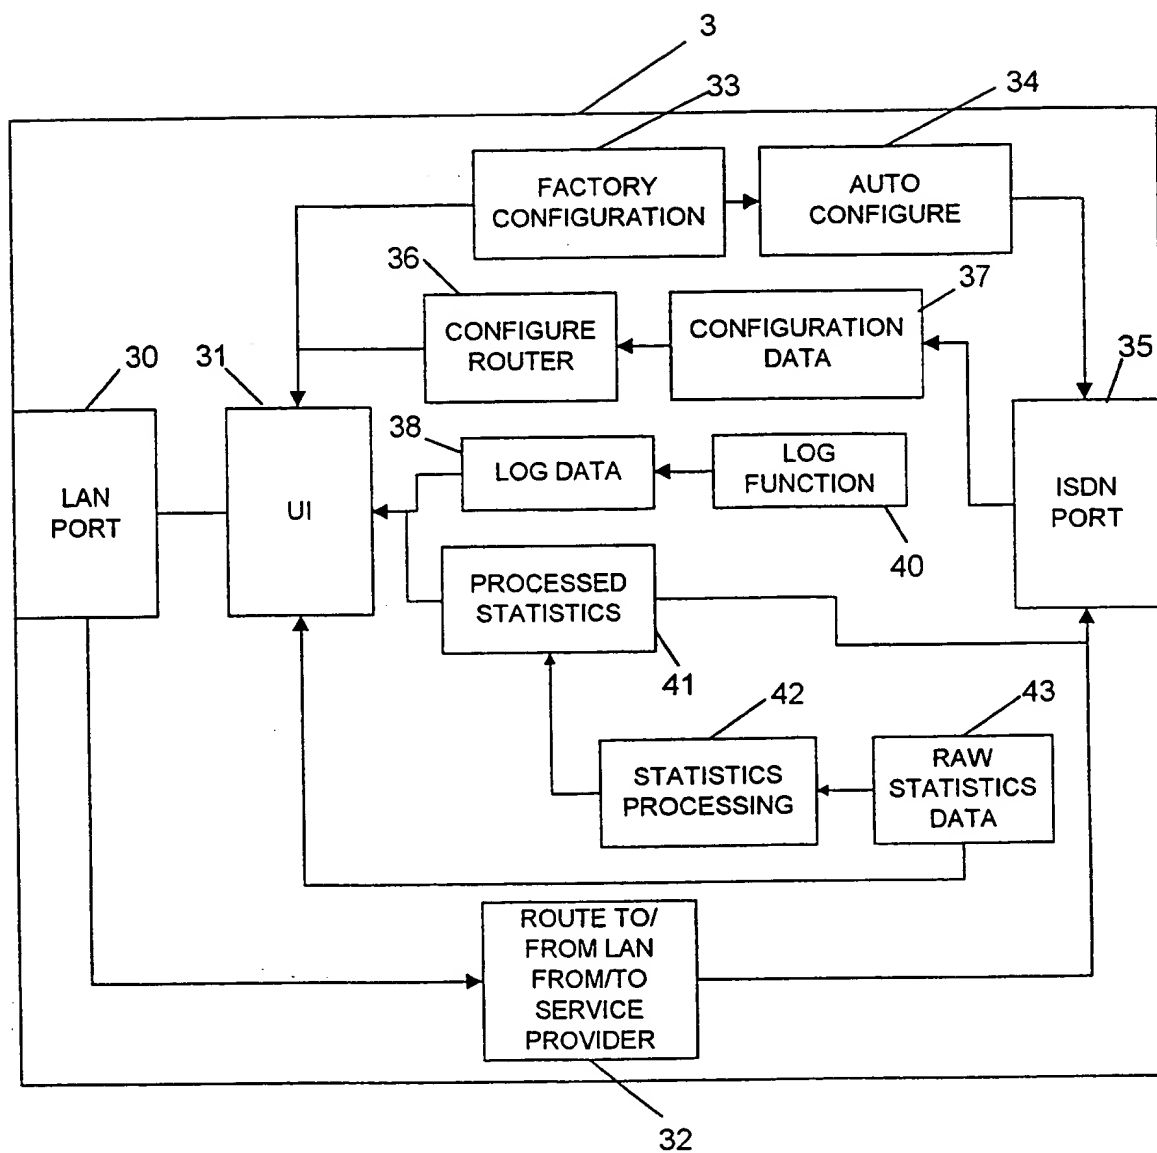 3
33
34
FACTORY
CONFIGURATION
AUTO
CONFIGURE
36
37
CONFIGURE
ROUTER
CONFIGURATION
DATA
30
31
35
38
LAN
PORT
UI
LOG DATA
LOG
FUNCTION
ISDN
PORT
40
PROCESSED
STATISTICS
41
42
43
STATISTICS
PROCESSING
RAW
STATISTICS
DATA
ROUTE TO/
FROM LAN
FROM/TO
SERVICE
PROVIDER
32